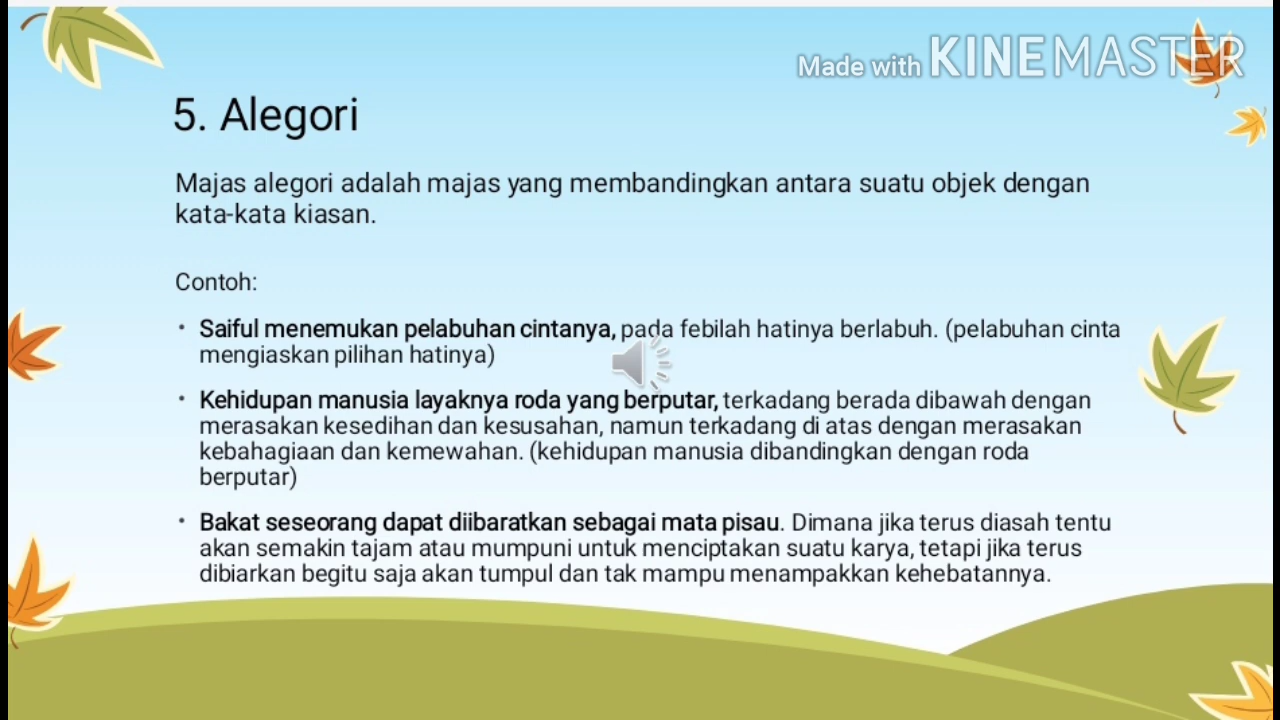 Made with KINEMASTER
5. Alegori
Majas alegori adalah majas yang membandingkan antara suatu objek dengan
kata-kata kiasan.
Contoh:
• Saiful menemukan pelabuhan cintanya, pada febilah hatinya berlabuh. (pelabuhan cinta
mengiaskan pilihan hatinya)
• Kehidupan manusia layaknya roda yang berputar, terkadang berada dibawah dengan
merasakan kesedihan dan kesusahan, namun terkadang di atas dengan merasakan
kebahagiaan dan kemewahan. (kehidupan manusia dibandingkan dengan roda
berputar)
• Bakat seseorang dapat diibaratkan sebagai mata pisau. Dimana jika terus diasah tentu
akan semakin tajam atau mumpuni untuk menciptakan suatu karya, tetapi jika terus
dibiarkan begitu saja akan tumpul dan tak mampu menampakkan kehebatannya.